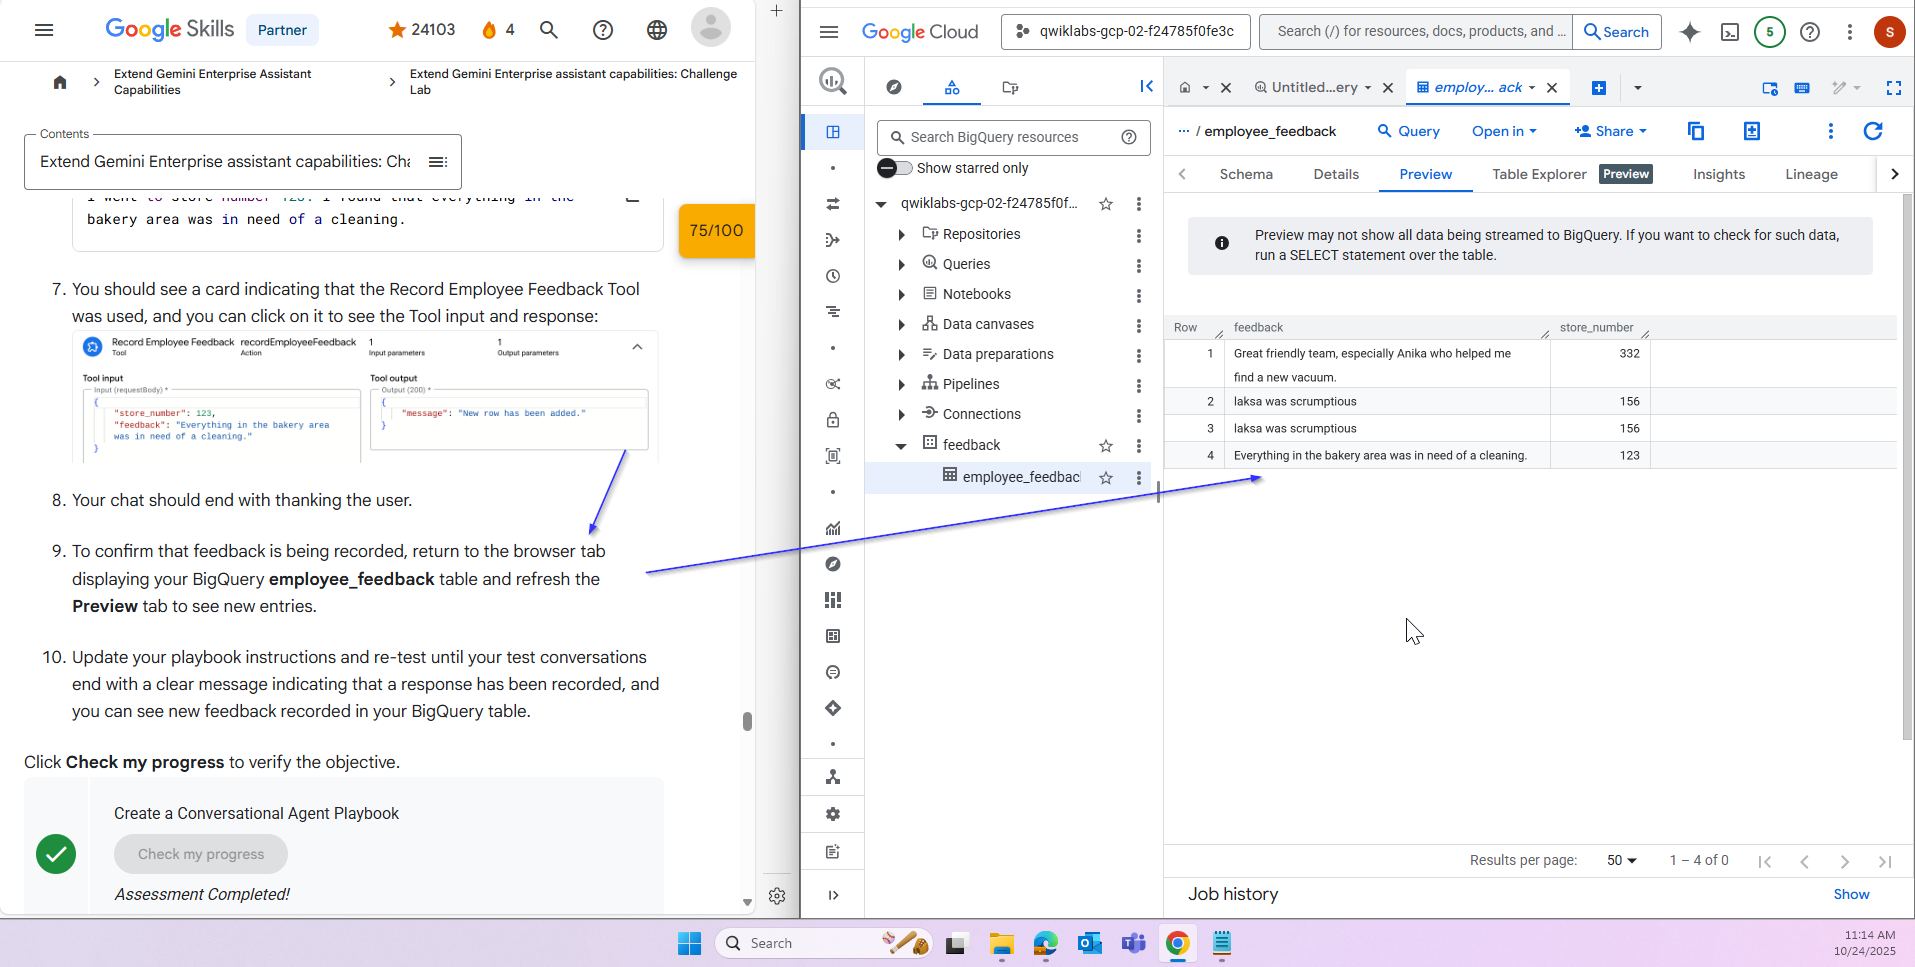 Google Skills
Partner
24103
4
Extend Gemini Enterprise Assistant
Capabilities
Extend Gemini Enterprise assistant capabilities: Challenge
Lab
Contents
Extend Gemini Enterprise assistant capabilities: Cha
I went to store number 123. I found that everything in the
bakery area was in need of a cleaning.
75/100
7. You should see a card indicating that the Record Employee Feedback Tool
was used, and you can click on it to see the Tool input and response:
Record Employee Feedback
Tool
recordEmployeeFeedback
Action
1
Input parameters
1
Output parameters
Tool input
Input (requestBody) *
{
"store_number": 123,
"feedback": "Everything in the bakery area
was in need of a cleaning."
}
Tool output
Output (200) *
{
"message": "New row has been added."
}
8. Your chat should end with thanking the user.
9. To confirm that feedback is being recorded, return to the browser tab
displaying your BigQuery employee_feedback table and refresh the
Preview tab to see new entries.
10. Update your playbook instructions and re-test until your test conversations
end with a clear message indicating that a response has been recorded, and
you can see new feedback recorded in your BigQuery table.
Click Check my progress to verify the objective.
Create a Conversational Agent Playbook
Check my progress
Assessment Completed!
Google Cloud
qwiklabs-gcp-02-f24785f0fe3c
Search (/) for resources, docs, products, and ...
Search
5
S
Search BigQuery resources
Show starred only
qwiklabs-gcp-02-f24785f0f...
Repositories
Queries
Notebooks
Data canvases
Data preparations
Pipelines
Connections
feedback
employee_feedbac
Untitled...ery
employ... ack
... / employee_feedback
Query
Open in
Share
Schema
Details
Preview
Table Explorer
Preview
Insights
Lineage
Preview may not show all data being streamed to BigQuery. If you want to check for such data,
run a SELECT statement over the table.
Row feedback store_number
1 Great friendly team, especially Anika who helped me 332
find a new vacuum.
2 laksa was scrumptious 156
3 laksa was scrumptious 156
4 Everything in the bakery area was in need of a cleaning. 123
Results per page: 50 1 – 4 of 0
Job history
Show
Search
11:14 AM
10/24/2025